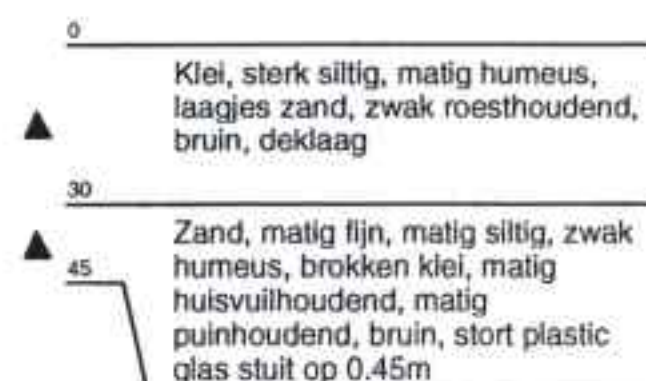 0
Klei, sterk siltig, matig humeus,
laagjes zand, zwak roesthoudend,
bruin, deklaag
30
Zand, matig fijn, matig siltig, zwak
45
humeus, brokken klei, matig
huisvuilhoudend, matig
puinhoudend, bruin, stort plastic
glas stuit op 0.45m